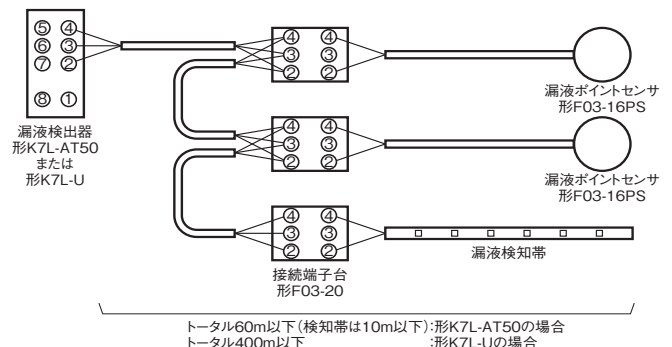 ⑤ ④
⑥ ③
⑦ ②
⑧ ①
漏液検出器
形K7L-AT50
または
形K7L-U
④ ④
③ ③
② ②
漏液ポイントセンサ
形F03-16PS
④ ④
③ ③
② ②
漏液ポイントセンサ
形F03-16PS
④ ④
③ ③
② ②
接続端子台
形F03-20
漏液検知帯
トータル60m以下(検知帯は10m以下):形K7L-AT50の場合
トータル400m以下 :形K7L-Uの場合